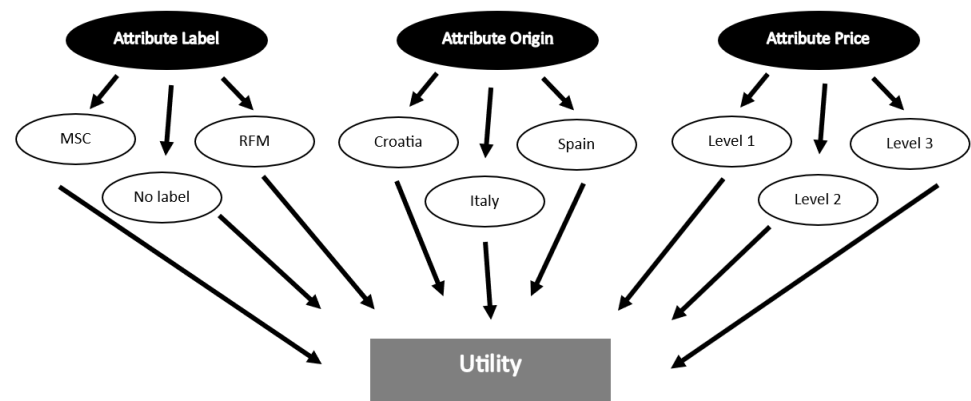 Attribute Label
Attribute Origin
Attribute Price
MSC
RFM
No label
Croatia
Spain
Italy
Level 1
Level 3
Level 2
Utility